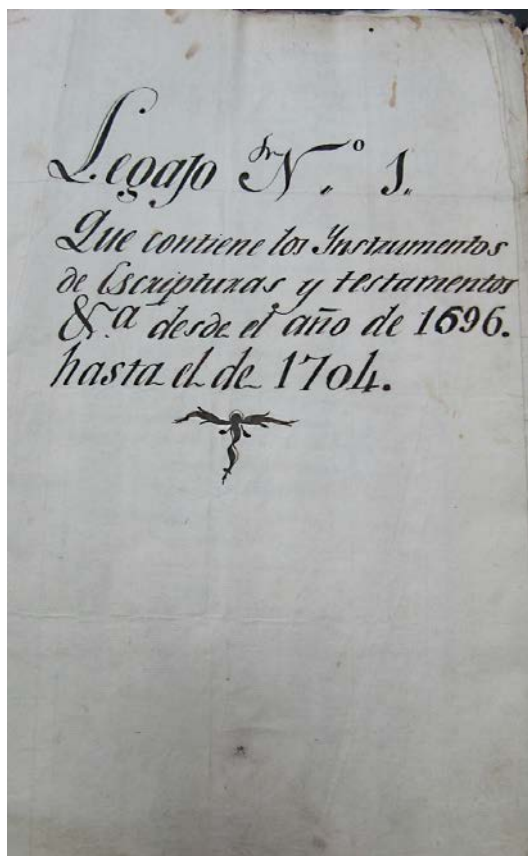 Legajo N.º 1.
Que contiene los Instrumentos
de Escripturas y testamentos
&.a desde el año de 1696.
hasta el de 1704.